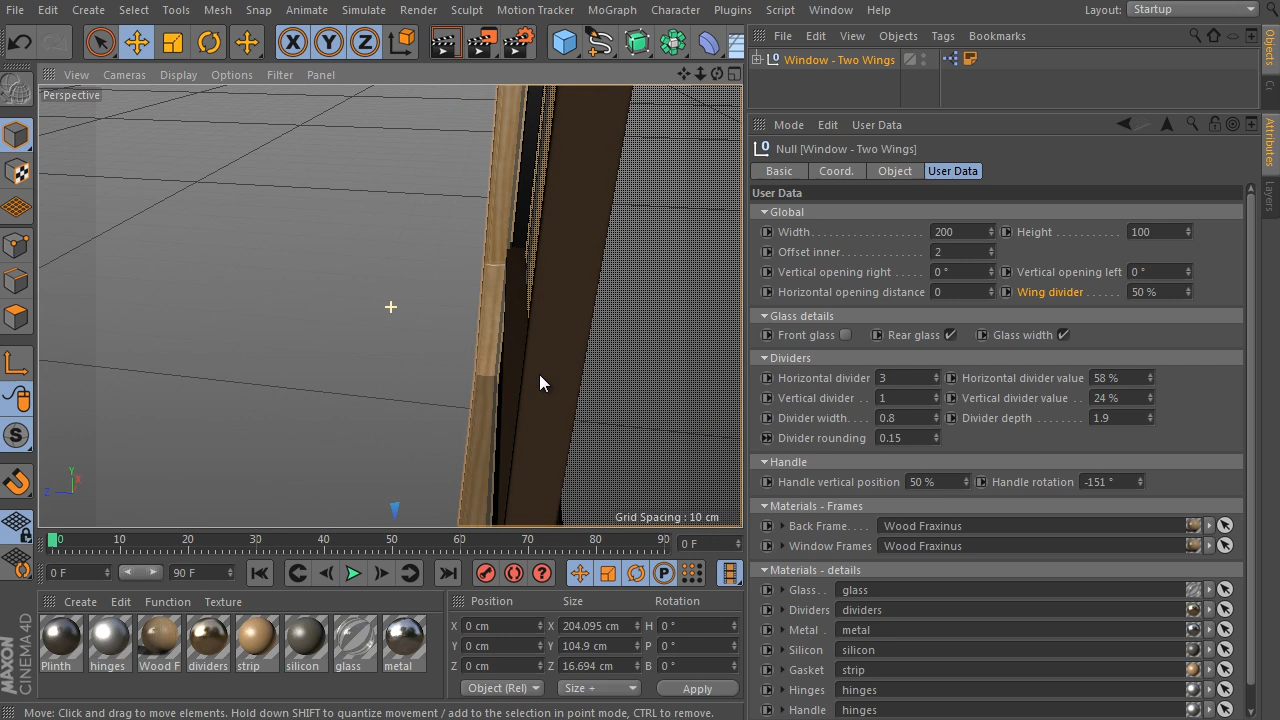 File Edit Create Select Tools Mesh Snap Animate Simulate Render Sculpt Motion Tracker MoGraph Character Plugins Script Window Help Layout: Startup
File Edit View Objects Tags Bookmarks
Window - Two Wings
View Cameras Display Options Filter Panel
Perspective
Grid Spacing : 10 cm
Mode Edit User Data
Null [Window - Two Wings]
Basic Coord. Object User Data
User Data
Global
Width 200 Height 100
Offset inner 2
Vertical opening right 0 ° Vertical opening left 0 °
Horizontal opening distance 0 Wing divider 50 %
Glass details
Front glass Rear glass Glass width
Dividers
Horizontal divider 3 Horizontal divider value 58 %
Vertical divider 1 Vertical divider value 24 %
Divider width 0.8 Divider depth 1.9
Divider rounding 0.15
Handle
Handle vertical position 50 % Handle rotation -151 °
Materials - Frames
Back Frame Wood Fraxinus
Window Frames Wood Fraxinus
Materials - details
Glass glass
Dividers dividers
Metal metal
Silicon silicon
Gasket strip
Hinges hinges
Handle hinges
Objects
Attributes
Layers
0 10 20 30 40 50 60 70 80 90 0 F
0 F 90 F
Create Edit Function Texture
Plinth hinges Wood F dividers strip silicon glass metal
Position Size Rotation
X 0 cm X 204.095 cm H 0 °
Y 0 cm Y 104.9 cm P 0 °
Z 0 cm Z 16.694 cm B 0 °
Object (Rel) Size ÷ Apply
MAXON CINEMA 4D
Move: Click and drag to move elements. Hold down SHIFT to quantize movement / add to the selection in point mode, CTRL to remove.